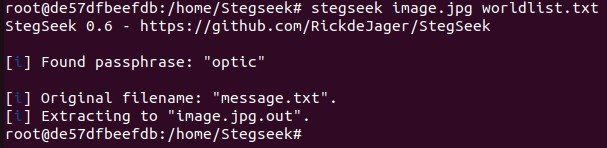 root@de57dfbeefdb:/home/Stegseek# stegseek image.jpg worldlist.txt
StegSeek 0.6 - https://github.com/RickdeJager/StegSeek
[i] Found passphrase: "optic"
[i] Original filename: "message.txt".
[i] Extracting to "image.jpg.out".
root@de57dfbeefdb:/home/Stegseek#